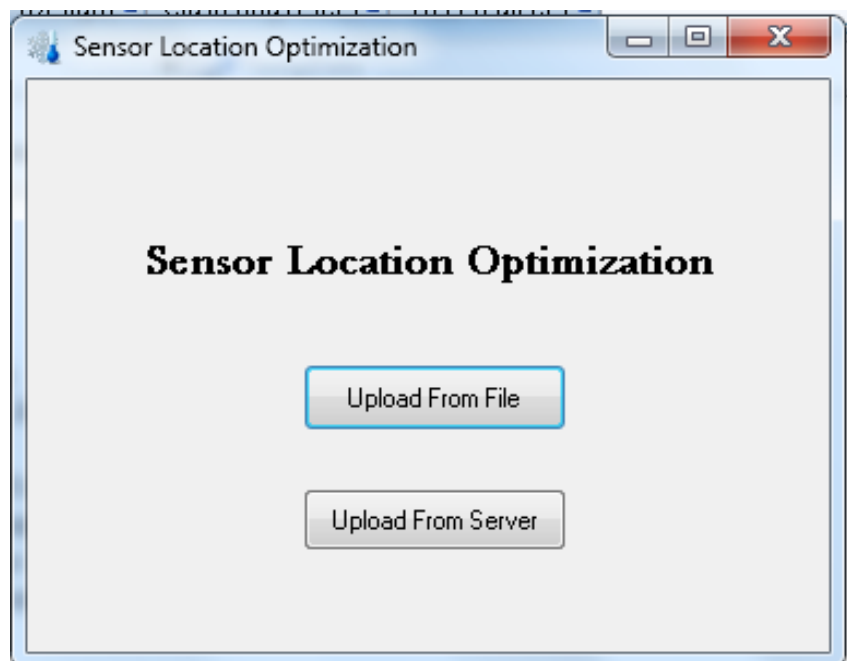 Sensor Location Optimization
Sensor Location Optimization
Upload From File
Upload From Server